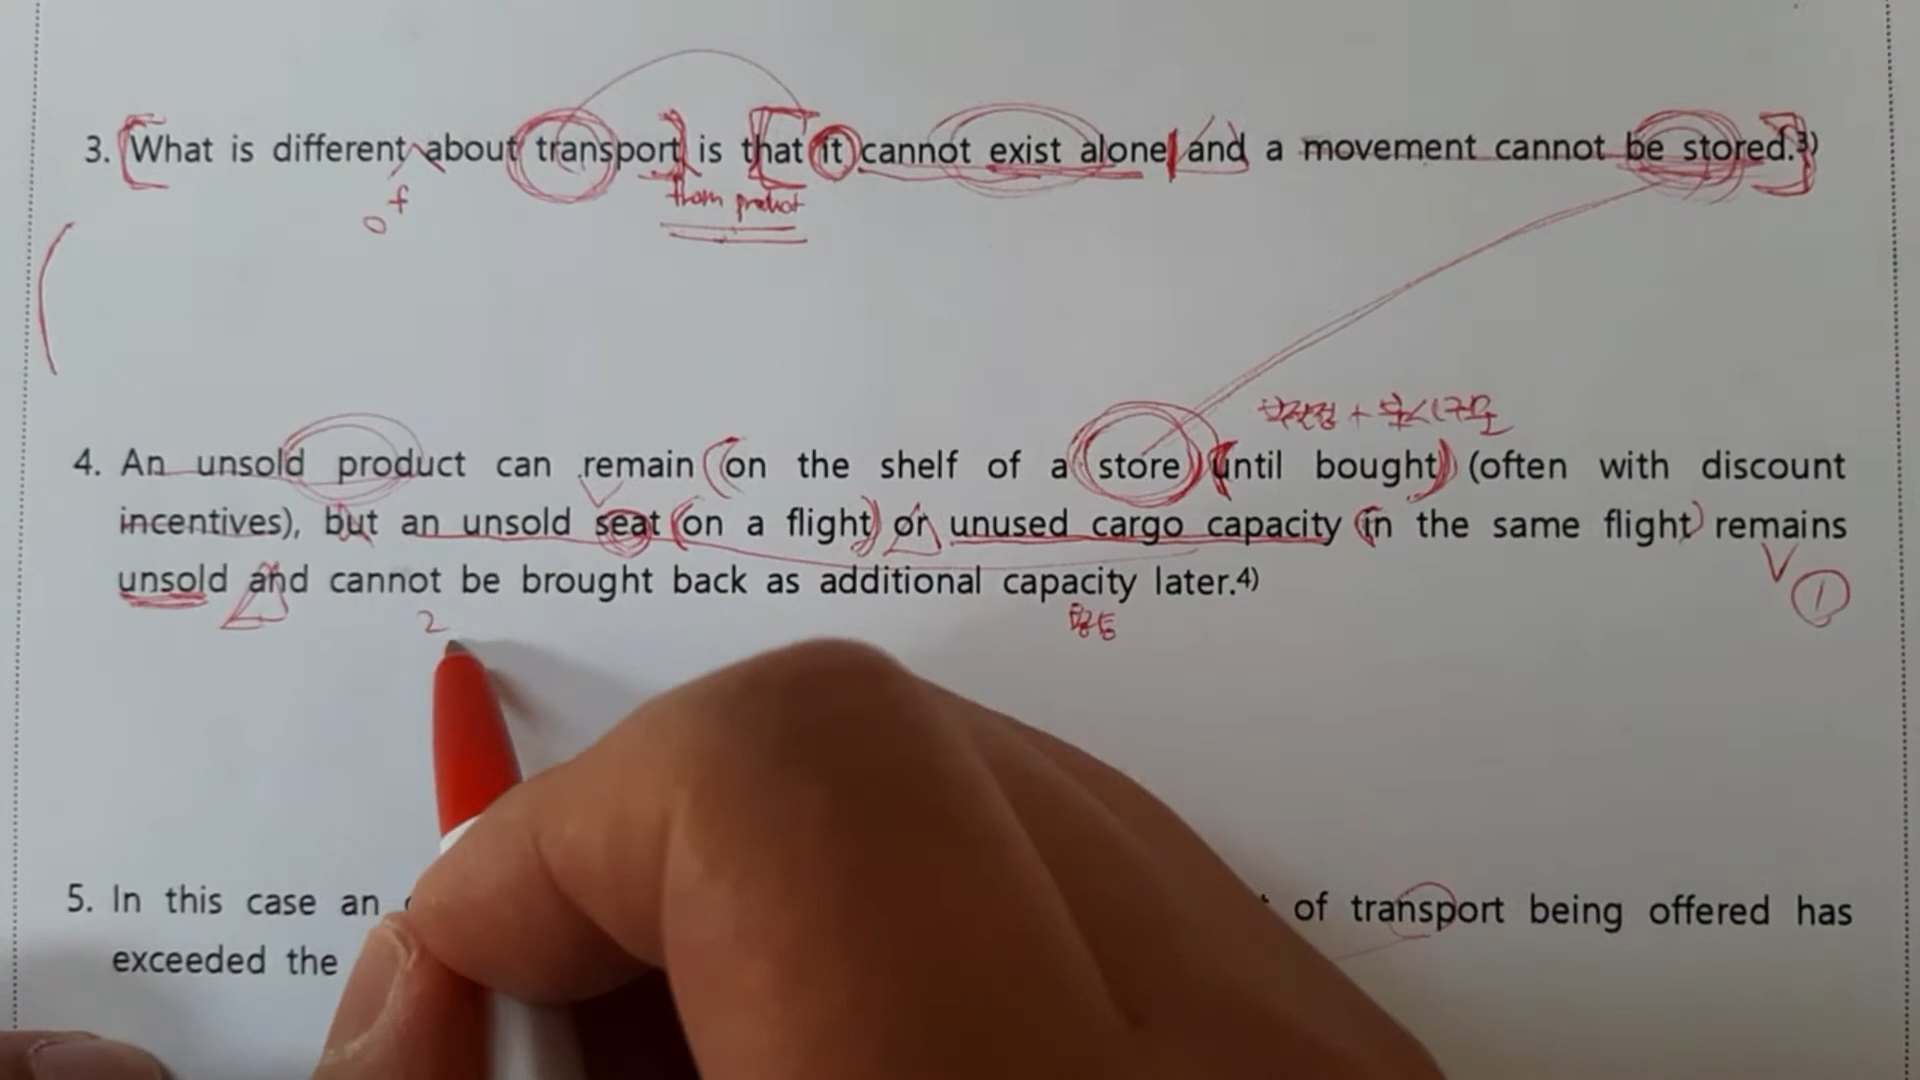 3. What is different about transport is that it cannot exist alone and a movement cannot be stored.3)
of
from product
4. An unsold product can remain on the shelf of a store until bought (often with discount
incentives), but an unsold seat on a flight or unused cargo capacity in the same flight remains
unsold and cannot be brought back as additional capacity later.4)
1
2
5. In this case an
of transport being offered has
exceeded the